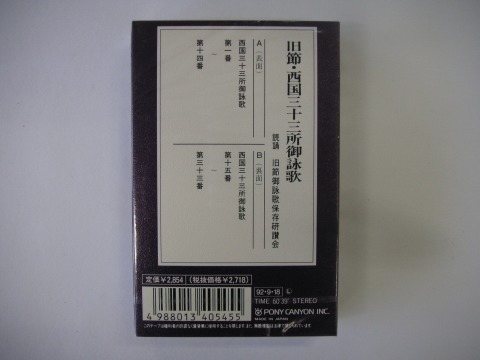 旧節・西国三十三所御詠歌
読誦 旧節御詠歌保存研讃会
A(表面)
西国三十三所御詠歌
第一番
|
第十四番
B(裏面)
西国三十三所御詠歌
第十五番
|
第三十三番
定価¥2,854 (税抜価格¥2,718)
92・9・18 Ⓛ
TIME 60'39" STEREO
PONY CANYON INC.
MADE IN JAPAN
4988013405455